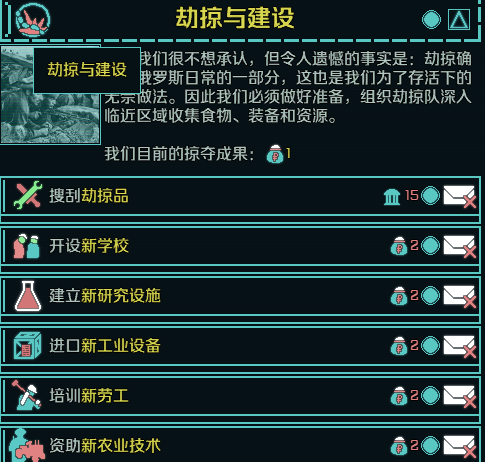 劫掠与建设
劫掠与建设
我们很不想承认，但令人遗憾的事实是：劫掠确
俄罗斯日常的一部分，这也是我们为了存活下的
无奈做法。因此我们必须做好准备，组织劫掠队深入
临近区域收集食物、装备和资源。
我们目前的掠夺成果： 1
搜刮劫掠品 15
开设新学校 2
建立新研究设施 2
进口新工业设备 2
培训新劳工 2
资助新农业技术 2